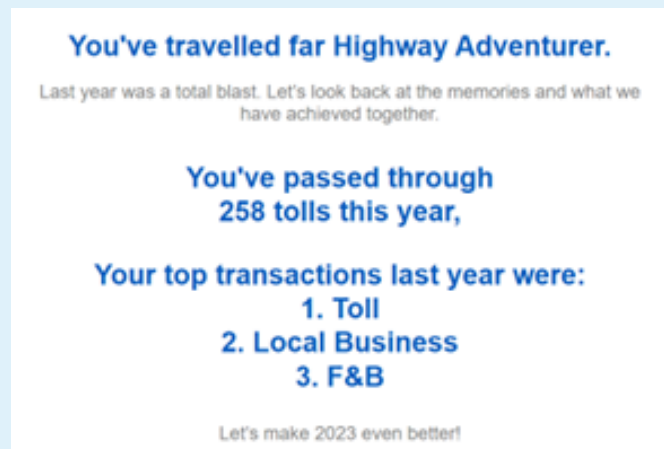 You've travelled far Highway Adventurer.
Last year was a total blast. Let's look back at the memories and what we
have achieved together.
You've passed through
258 tolls this year,
Your top transactions last year were:
1. Toll
2. Local Business
3. F&B
Let's make 2023 even better!